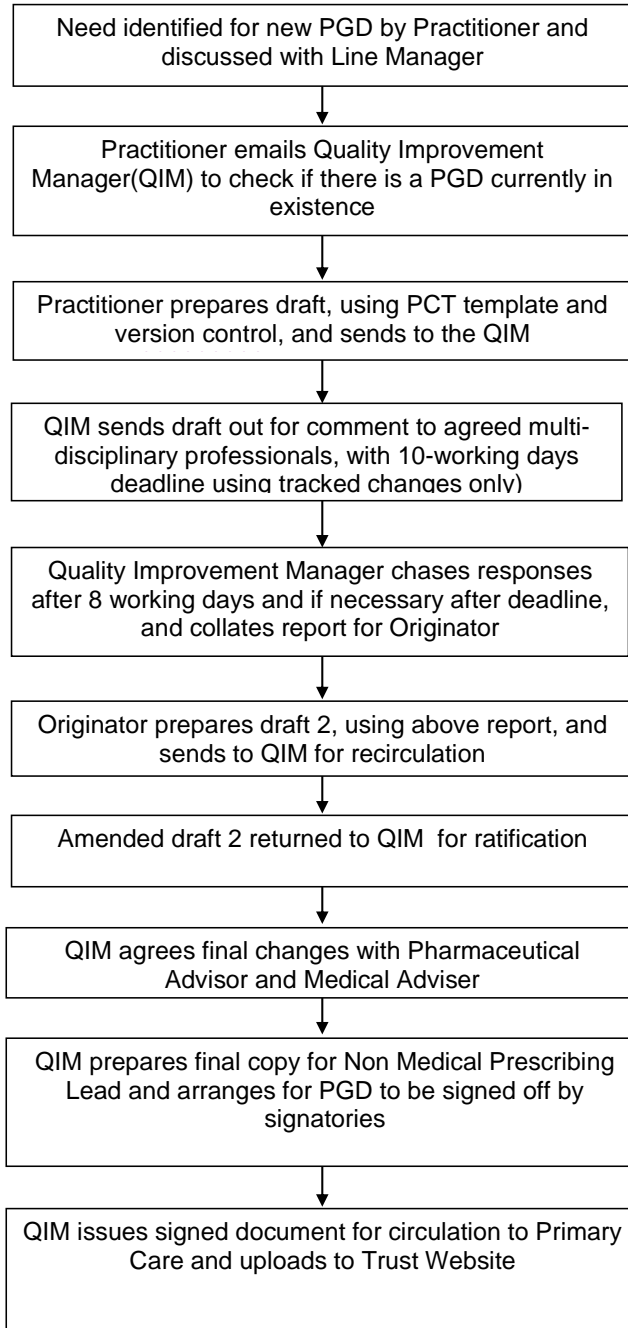 Need identified for new PGD by Practitioner and
discussed with Line Manager
Practitioner emails Quality Improvement
Manager(QIM) to check if there is a PGD currently in
existence
Practitioner prepares draft, using PCT template and
version control, and sends to the QIM
QIM sends draft out for comment to agreed multi-
disciplinary professionals, with 10-working days
deadline using tracked changes only)
Quality Improvement Manager chases responses
after 8 working days and if necessary after deadline,
and collates report for Originator
Originator prepares draft 2, using above report, and
sends to QIM for recirculation
Amended draft 2 returned to QIM  for ratification
QIM agrees final changes with Pharmaceutical
Advisor and Medical Adviser
QIM prepares final copy for Non Medical Prescribing
Lead and arranges for PGD to be signed off by
signatories
QIM issues signed document for circulation to Primary
Care and uploads to Trust Website